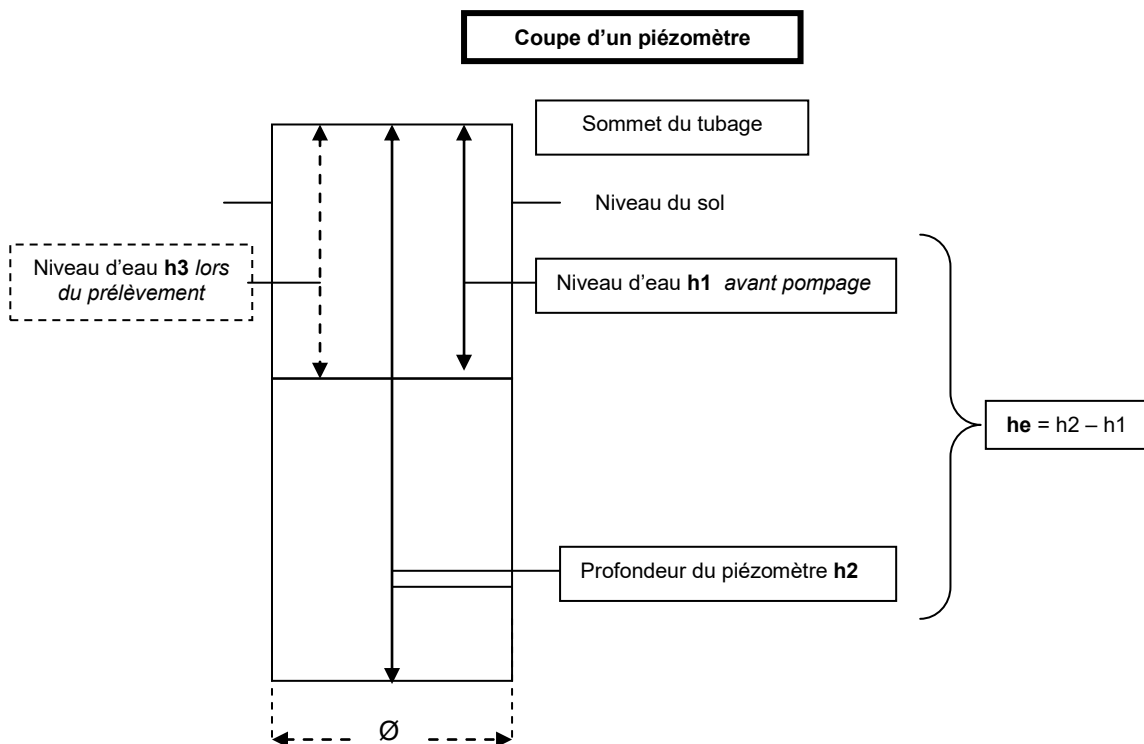 Coupe d’un piézomètre
Sommet du tubage
Niveau du sol
Niveau d'eau h3 lors
du prélèvement
Niveau d’eau h1 avant pompage
he = h2 – h1
Profondeur du piézomètre h2
Ø